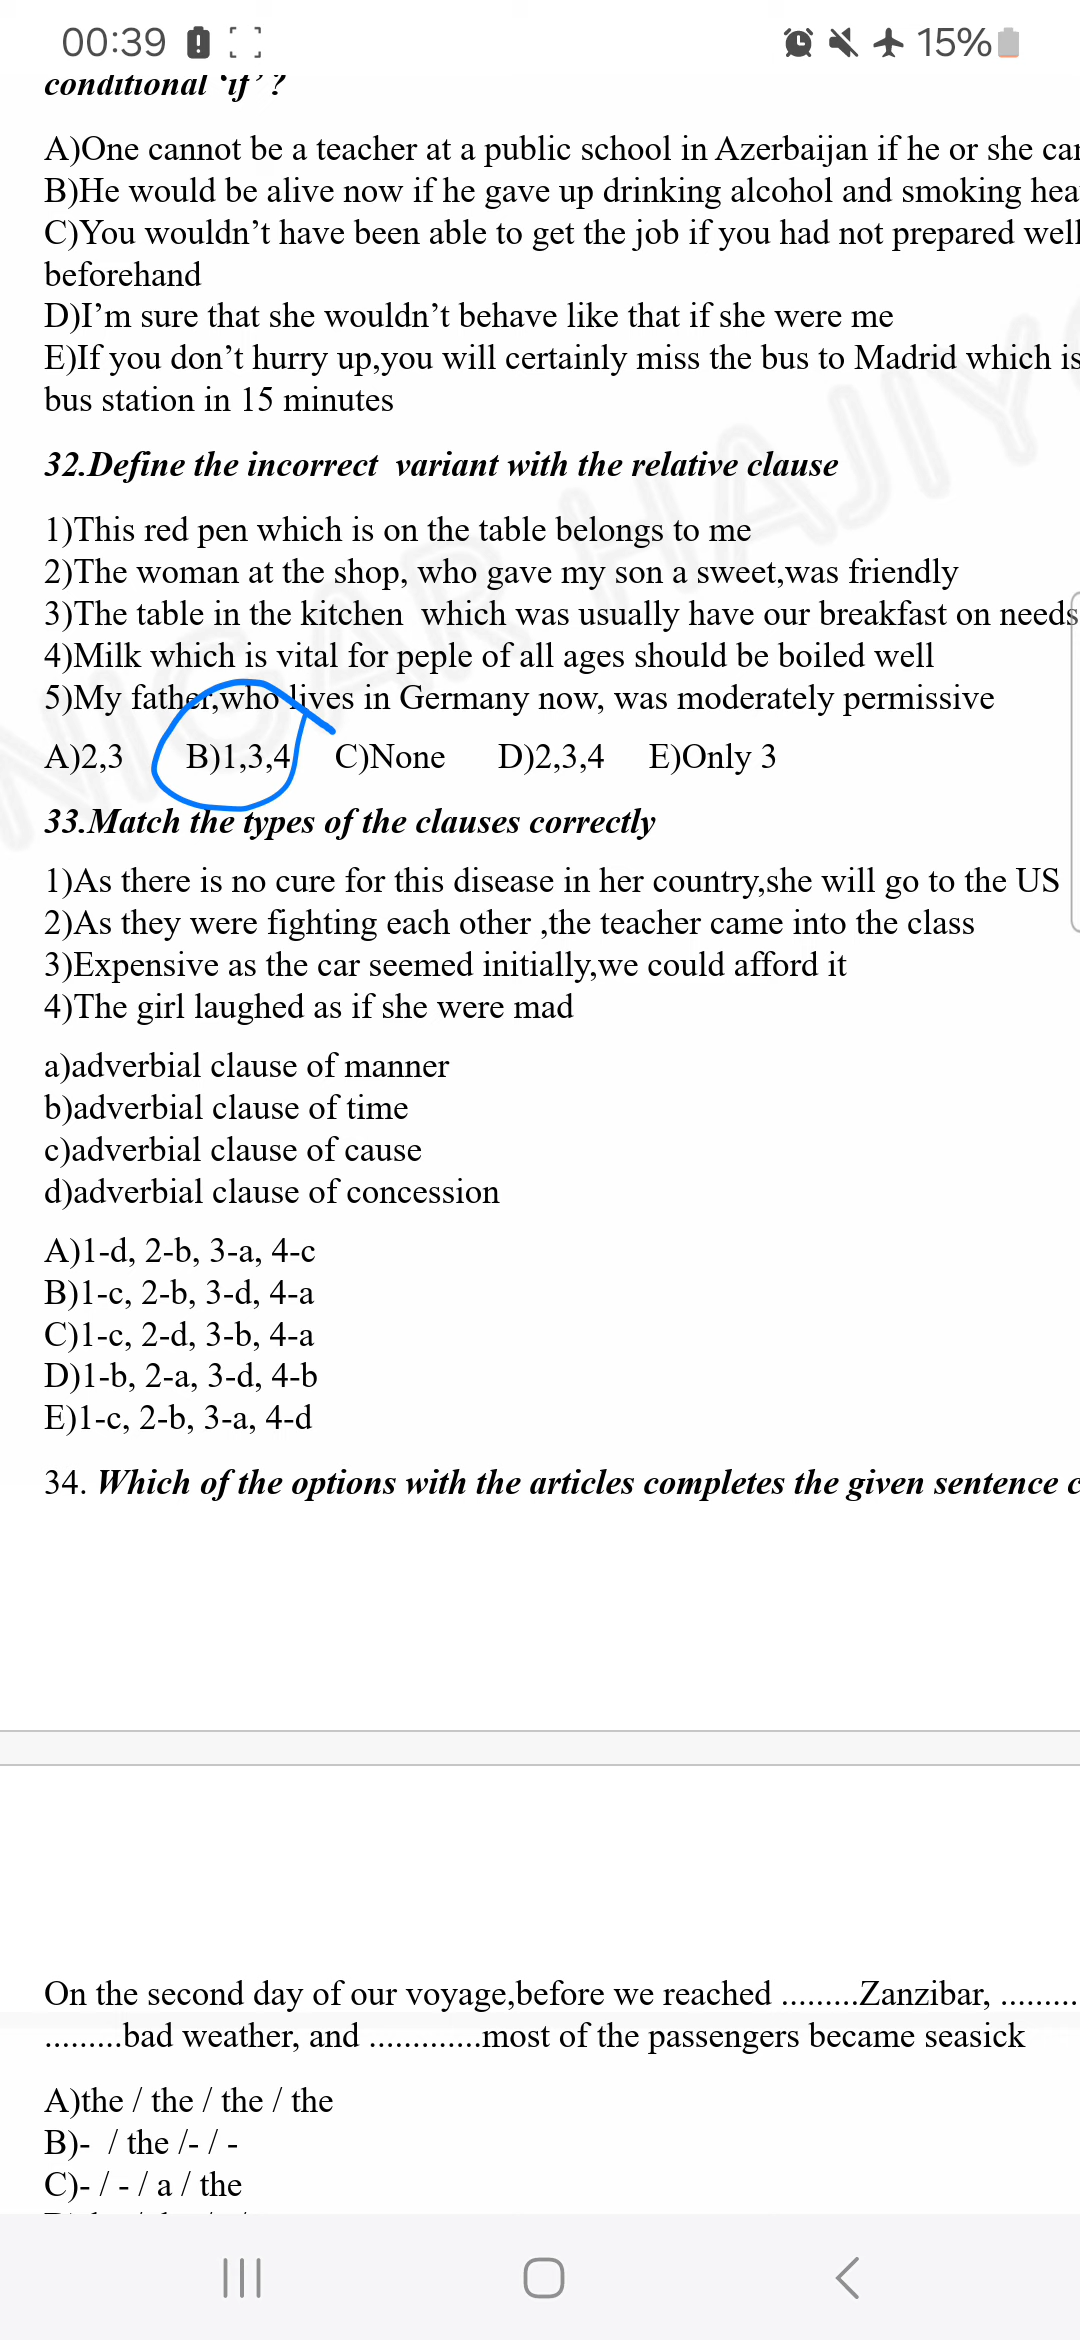 00:39
15%
conditional ‘if’ ?
A)One cannot be a teacher at a public school in Azerbaijan if he or she
B)He would be alive now if he gave up drinking alcohol and smoking
C)You wouldn’t have been able to get the job if you had not prepared well
beforehand
D)I’m sure that she wouldn’t behave like that if she were me
E)If you don’t hurry up,you will certainly miss the bus to Madrid which is
bus station in 15 minutes
32.Define the incorrect variant with the relative clause
1)This red pen which is on the table belongs to me
2)The woman at the shop, who gave my son a sweet,was friendly
3)The table in the kitchen which was usually have our breakfast on needs
4)Milk which is vital for peple of all ages should be boiled well
5)My father,who lives in Germany now, was moderately permissive
A)2,3 B)1,3,4 C)None D)2,3,4 E)Only 3
33.Match the types of the clauses correctly
1)As there is no cure for this disease in her country,she will go to the US
2)As they were fighting each other ,the teacher came into the class
3)Expensive as the car seemed initially,we could afford it
4)The girl laughed as if she were mad
a)adverbial clause of manner
b)adverbial clause of time
c)adverbial clause of cause
d)adverbial clause of concession
A)1-d, 2-b, 3-a, 4-c
B)1-c, 2-b, 3-d, 4-a
C)1-c, 2-d, 3-b, 4-a
D)1-b, 2-a, 3-d, 4-b
E)1-c, 2-b, 3-a, 4-d
34. Which of the options with the articles completes the given sentence
On the second day of our voyage,before we reached .........Zanzibar, .........
.........bad weather, and .............most of the passengers became seasick
A)the / the / the / the
B)- / the /- / -
C)- / - / a / the